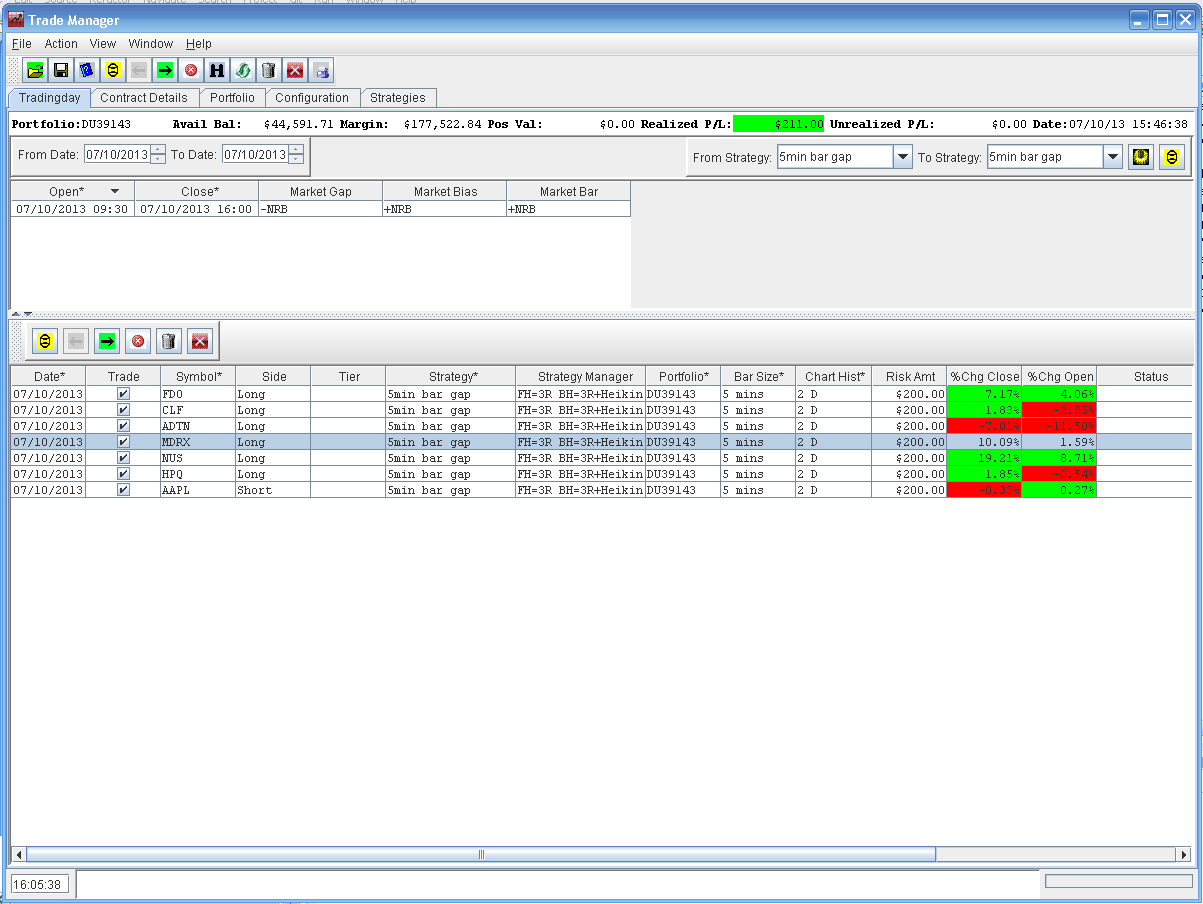 Edit Source Refactor Navigate Search Project Git Run Window Help
Trade Manager
File Action View Window Help
Tradingday Contract Details Portfolio Configuration Strategies
Portfolio:DU39143 Avail Bal: $44,591.71 Margin: $177,522.84 Pos Val: $0.00 Realized P/L: $211.00 Unrealized P/L: $0.00 Date:07/10/13 15:46:38
From Date: 07/10/2013 To Date: 07/10/2013 From Strategy: 5min bar gap To Strategy: 5min bar gap
Open* Close* Market Gap Market Bias Market Bar
07/10/2013 09:30 07/10/2013 16:00 -NRB +NRB +NRB
Date* Trade Symbol* Side Tier Strategy* Strategy Manager Portfolio* Bar Size* Chart Hist* Risk Amt %Chg Close %Chg Open Status
07/10/2013 FDO Long 5min bar gap FH=3R BH=3R+Heikin DU39143 5 mins 2 D $200.00 7.17% 4.06%
07/10/2013 CLF Long 5min bar gap FH=3R BH=3R+Heikin DU39143 5 mins 2 D $200.00 1.83%
07/10/2013 ADTN Long 5min bar gap FH=3R BH=3R+Heikin DU39143 5 mins 2 D $200.00 -7.01% -11.50%
07/10/2013 MDRX Long 5min bar gap FH=3R BH=3R+Heikin DU39143 5 mins 2 D $200.00 10.09% 1.59%
07/10/2013 NUS Long 5min bar gap FH=3R BH=3R+Heikin DU39143 5 mins 2 D $200.00 19.21% 8.71%
07/10/2013 HPQ Long 5min bar gap FH=3R BH=3R+Heikin DU39143 5 mins 2 D $200.00 1.85% -0.54%
07/10/2013 AAPL Short 5min bar gap FH=3R BH=3R+Heikin DU39143 5 mins 2 D $200.00 0.27%
16:05:38